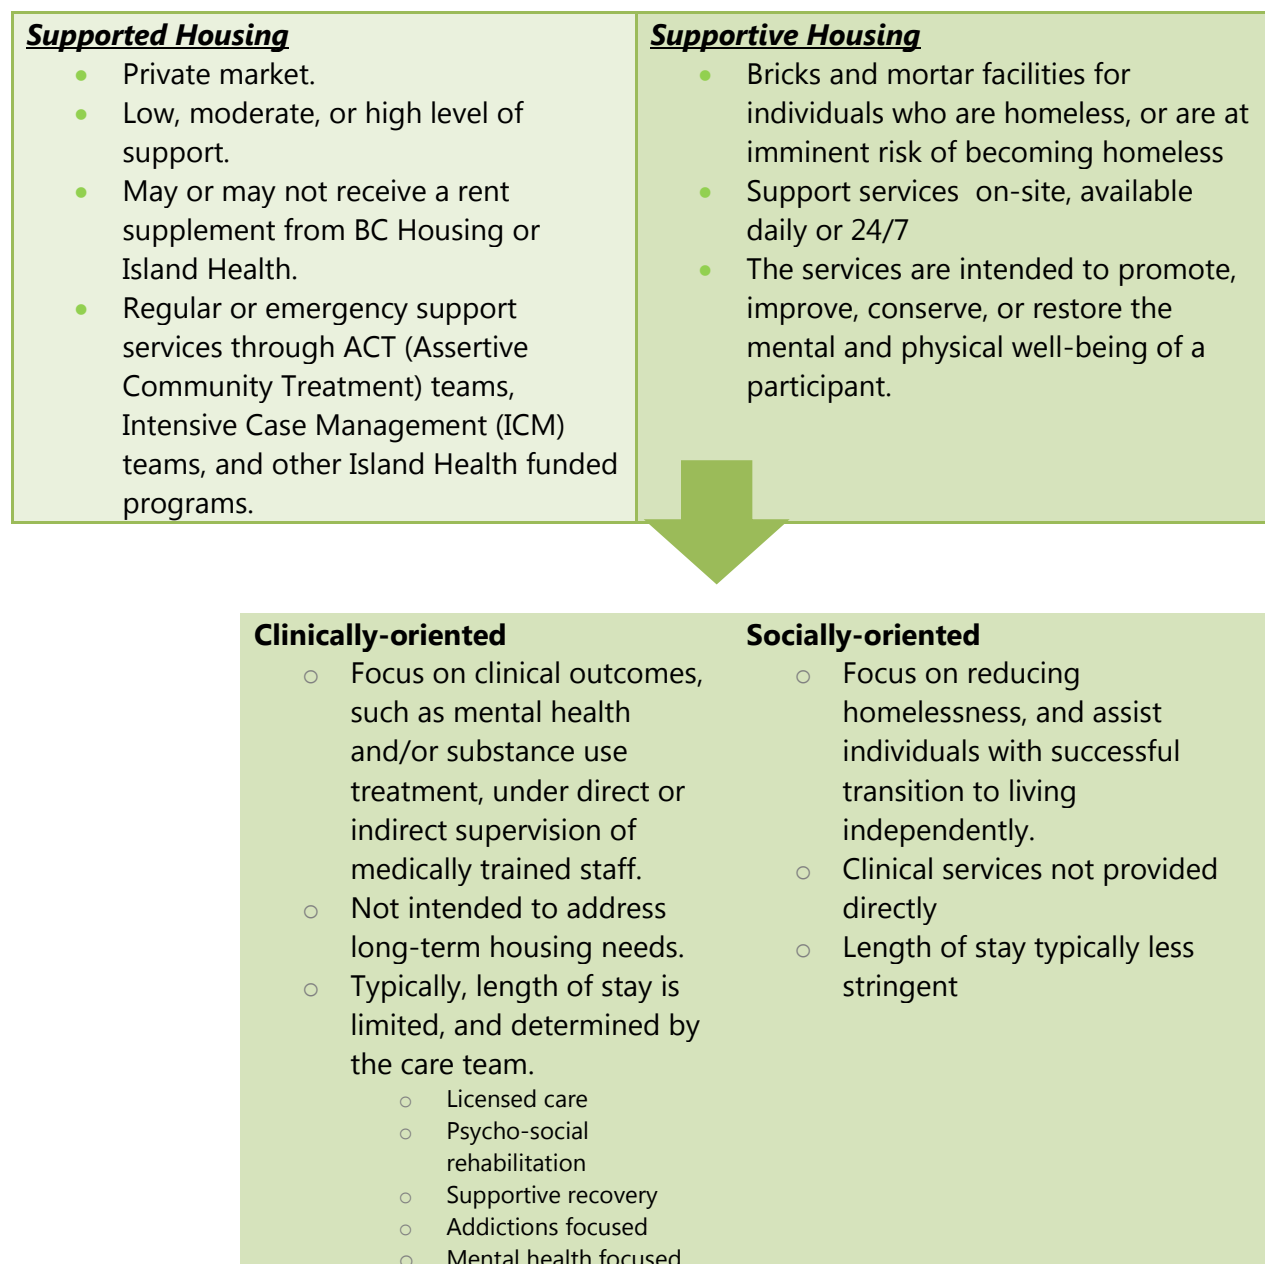 Supported Housing
Private market.
Low, moderate, or high level of
support.
May or may not receive a rent
supplement from BC Housing or
Island Health.
Regular or emergency support
services through ACT (Assertive
Community Treatment) teams,
Intensive Case Management (ICM)
teams, and other Island Health funded
programs.
Supportive Housing
Bricks and mortar facilities for
individuals who are homeless, or are at
imminent risk of becoming homeless
Support services  on-site, available
daily or 24/7
The services are intended to promote,
improve, conserve, or restore the
mental and physical well-being of a
participant.
Clinically-oriented
Focus on clinical outcomes,
such as mental health
and/or substance use
treatment, under direct or
indirect supervision of
medically trained staff.
Not intended to address
long-term housing needs.
Typically, length of stay is
limited, and determined by
the care team.
Licensed care
Psycho-social
rehabilitation
Supportive recovery
Addictions focused
Mental health focused
Socially-oriented
Focus on reducing
homelessness, and assist
individuals with successful
transition to living
independently.
Clinical services not provided
directly
Length of stay typically less
stringent